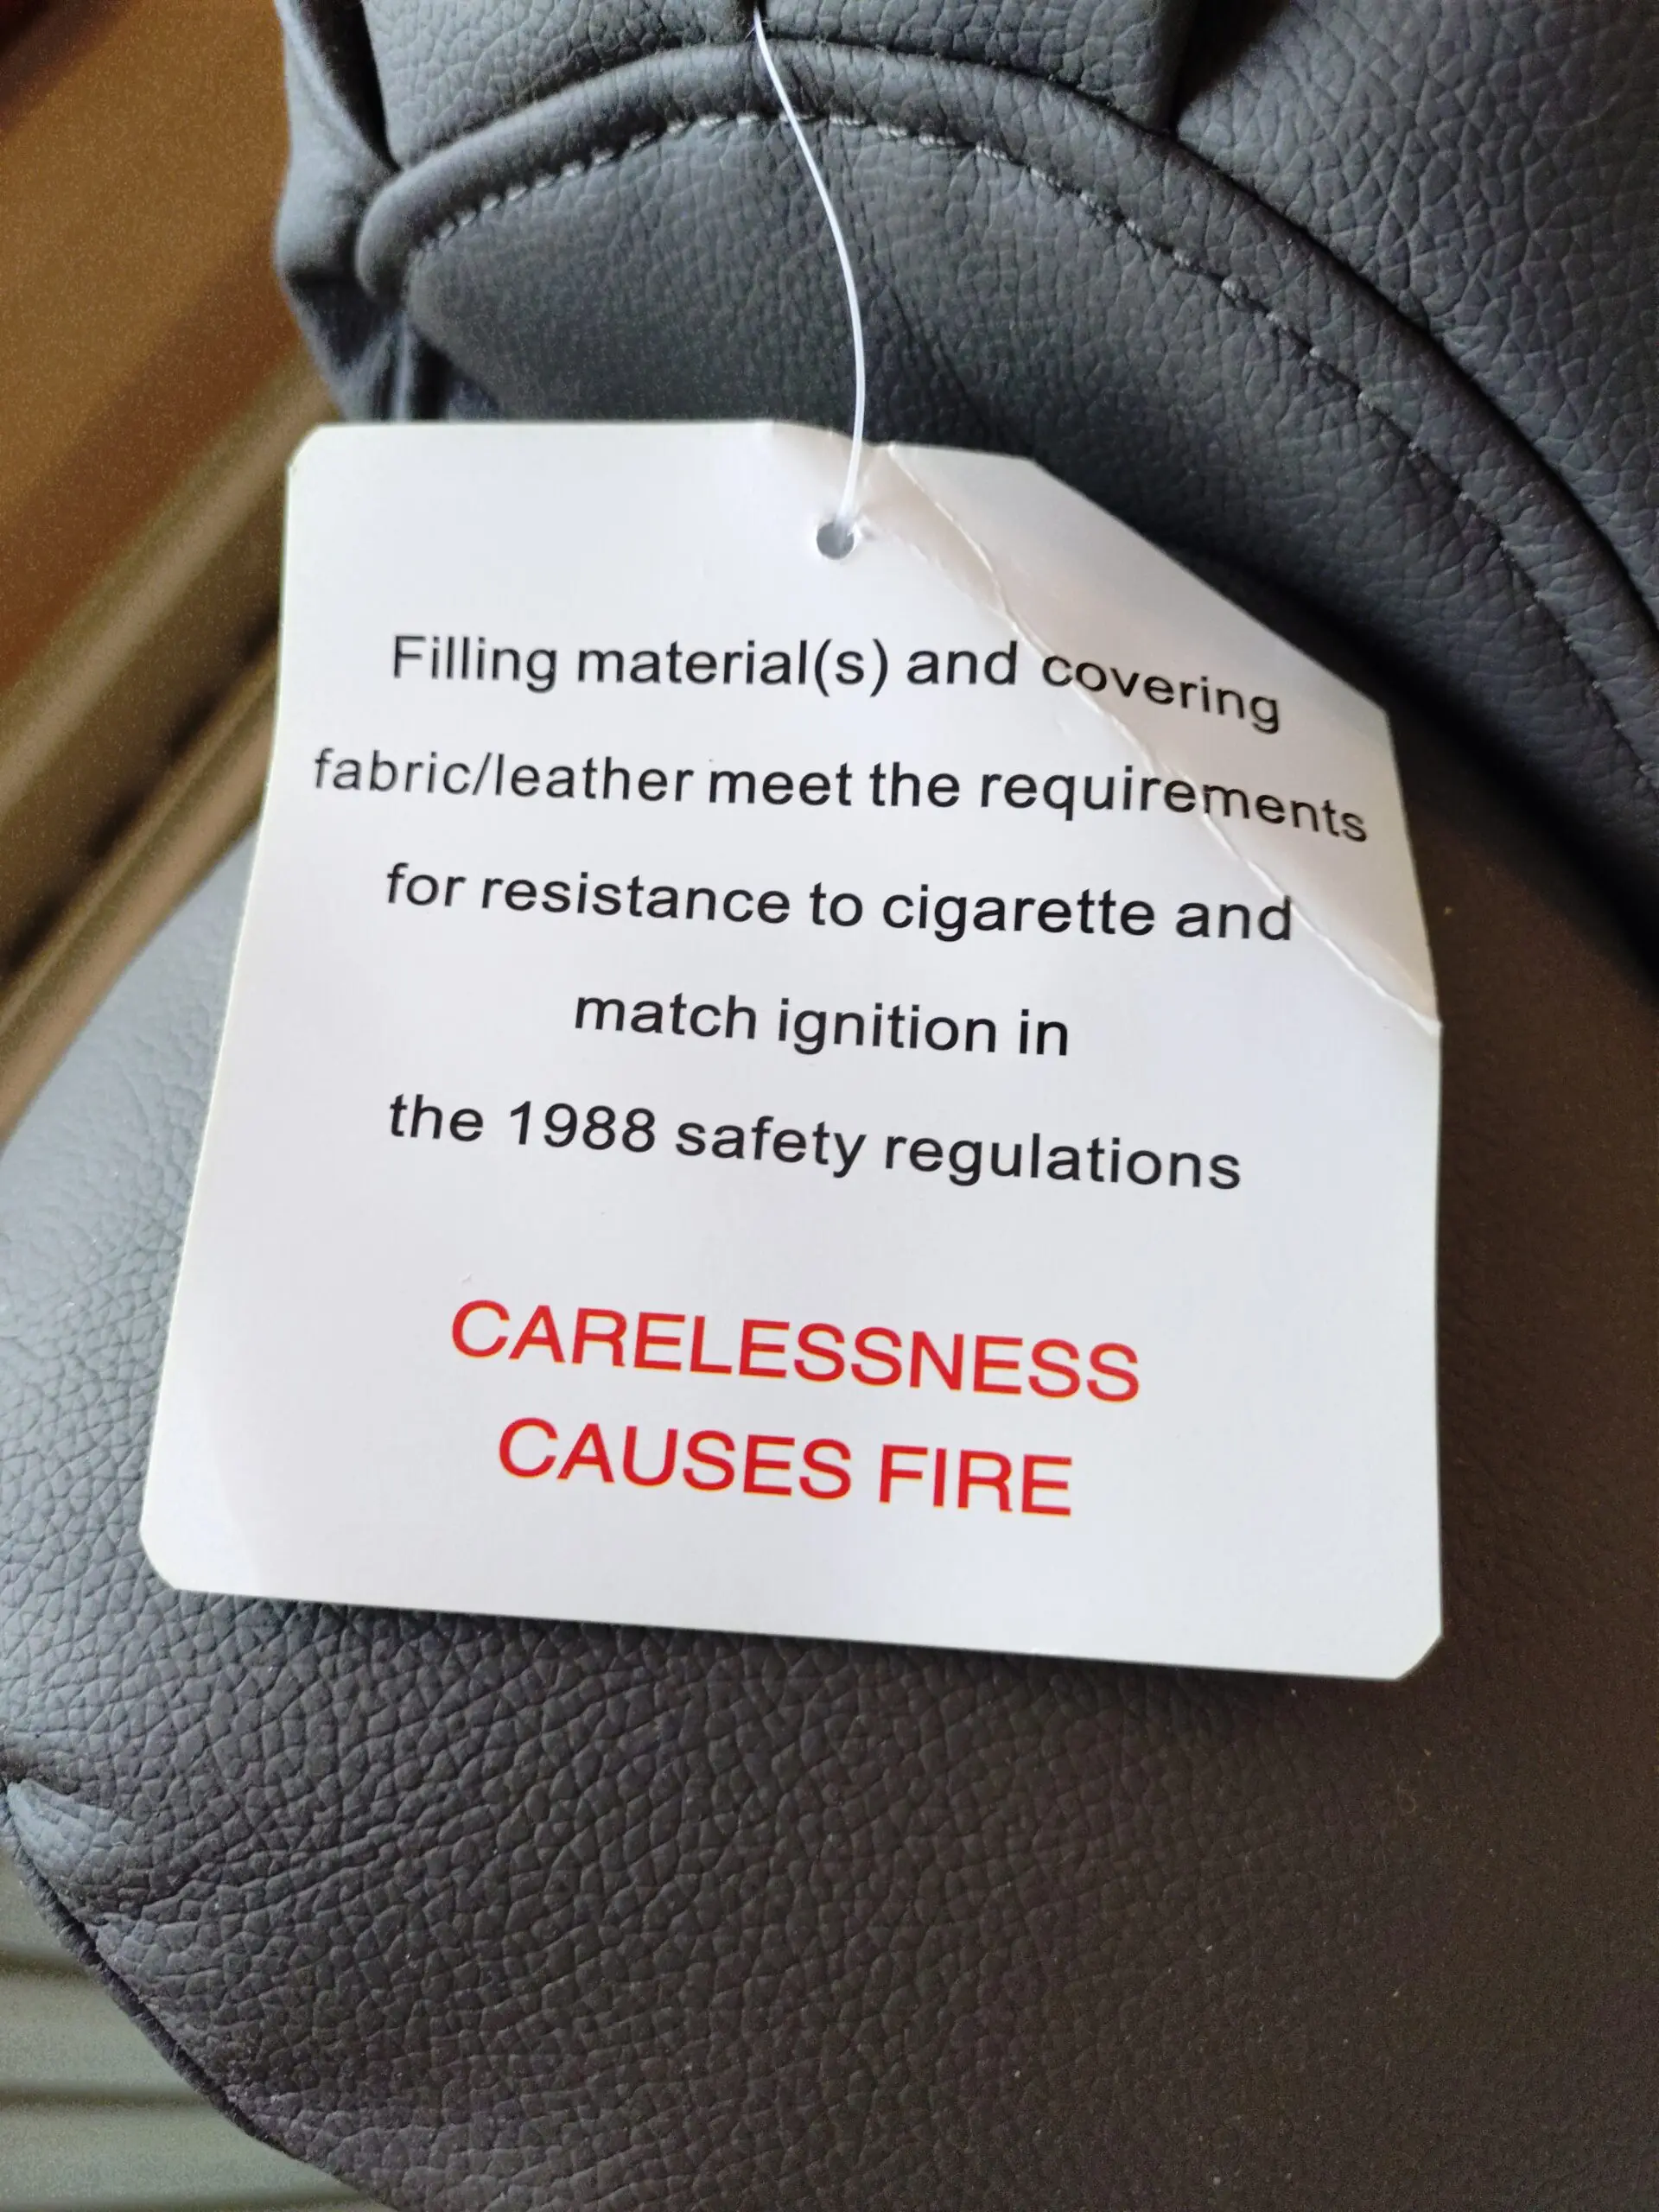 Filling material(s) and covering
fabric/leather meet the requirements
for resistance to cigarette and
match ignition in
the 1988 safety regulations
CARELESSNESS
CAUSES FIRE